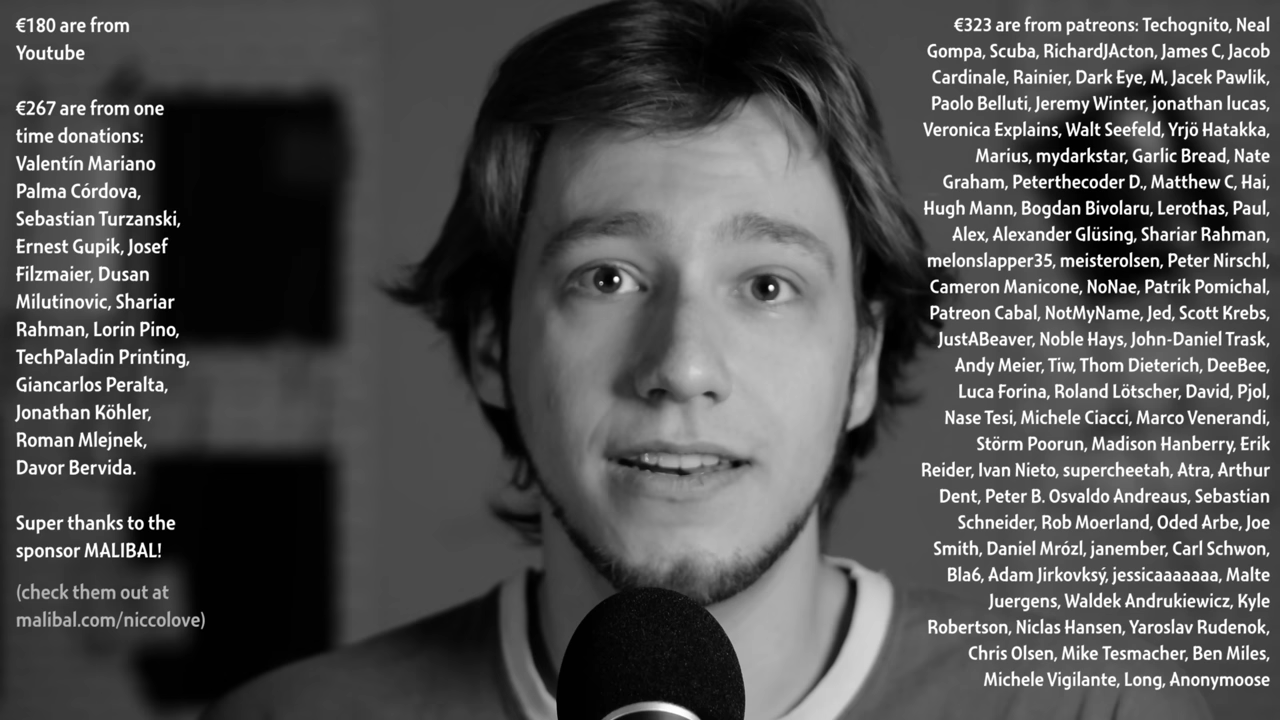 €180 are from
Youtube
€267 are from one
time donations:
Valentín Mariano
Palma Córdova,
Sebastian Turzanski,
Ernest Gupik, Josef
Filzmaier, Dusan
Milutinovic, Shariar
Rahman, Lorin Pino,
TechPaladin Printing,
Giancarlos Peralta,
Jonathan Köhler,
Roman Mlejnek,
Davor Bervida.
Super thanks to the
sponsor MALIBAL!
(check them out at
malibal.com/niccolove)
€323 are from patreons: Techognito, Neal
Gompa, Scuba, RichardJActon, James C, Jacob
Cardinale, Rainier, Dark Eye, M, Jacek Pawlik,
Paolo Belluti, Jeremy Winter, jonathan lucas,
Veronica Explains, Walt Seefeld, Yrjö Hatakka,
Marius, mydarkstar, Garlic Bread, Nate
Graham, Peterthecoder D., Matthew C, Hai,
Hugh Mann, Bogdan Bivolaru, Lerothas, Paul,
Alex, Alexander Glüsing, Shariar Rahman,
melonslapper35, meisterolsen, Peter Nirschl,
Cameron Manicone, NoNae, Patrik Pomichal,
Patreon Cabal, NotMyName, Jed, Scott Krebs,
JustABeaver, Noble Hays, John-Daniel Trask,
Andy Meier, Tiw, Thom Dieterich, DeeBee,
Luca Forina, Roland Lötscher, David, Pjol,
Nase Tesi, Michele Ciacci, Marco Venerandi,
Störm Poorun, Madison Hanberry, Erik
Reider, Ivan Nieto, supercheetah, Atra, Arthur
Dent, Peter B. Osvaldo Andreaus, Sebastian
Schneider, Rob Moerland, Oded Arbe, Joe
Smith, Daniel Mrózl, janember, Carl Schwon,
Bla6, Adam Jirkovksý, jessicaaaaaaa, Malte
Juergens, Waldek Andrukiewicz, Kyle
Robertson, Niclas Hansen, Yaroslav Rudenok,
Chris Olsen, Mike Tesmacher, Ben Miles,
Michele Vigilante, Long, Anonymoose